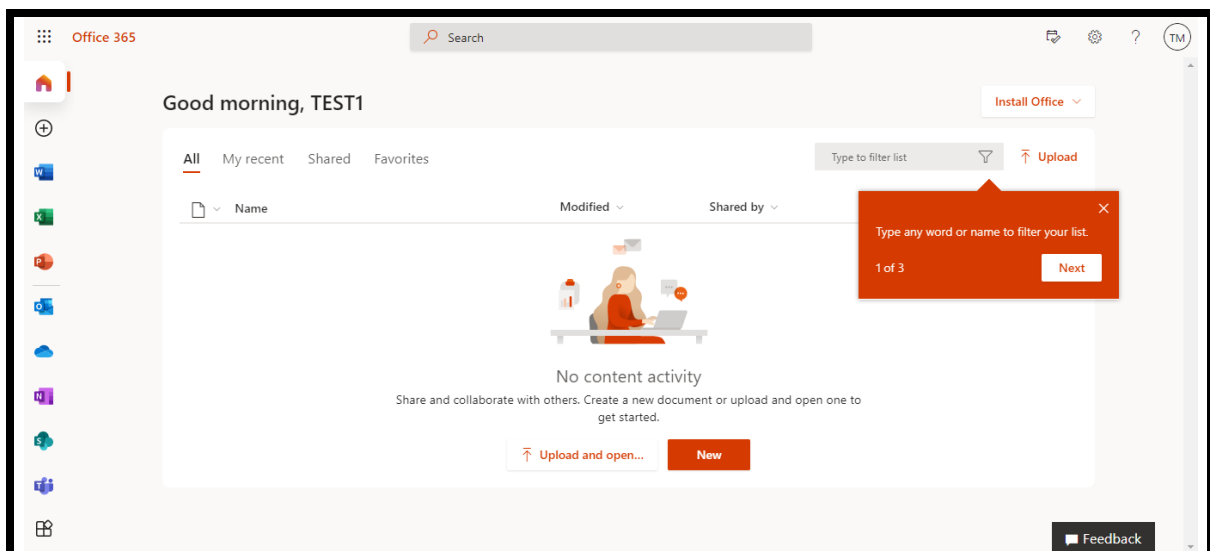 Office 365
Search
TM
Good morning, TEST1
Install Office
All My recent Shared Favorites
Type to filter list
Upload
Name Modified Shared by
Type any word or name to filter your list.
1 of 3
Next
No content activity
Share and collaborate with others. Create a new document or upload and open one to
get started.
Upload and open...
New
Feedback